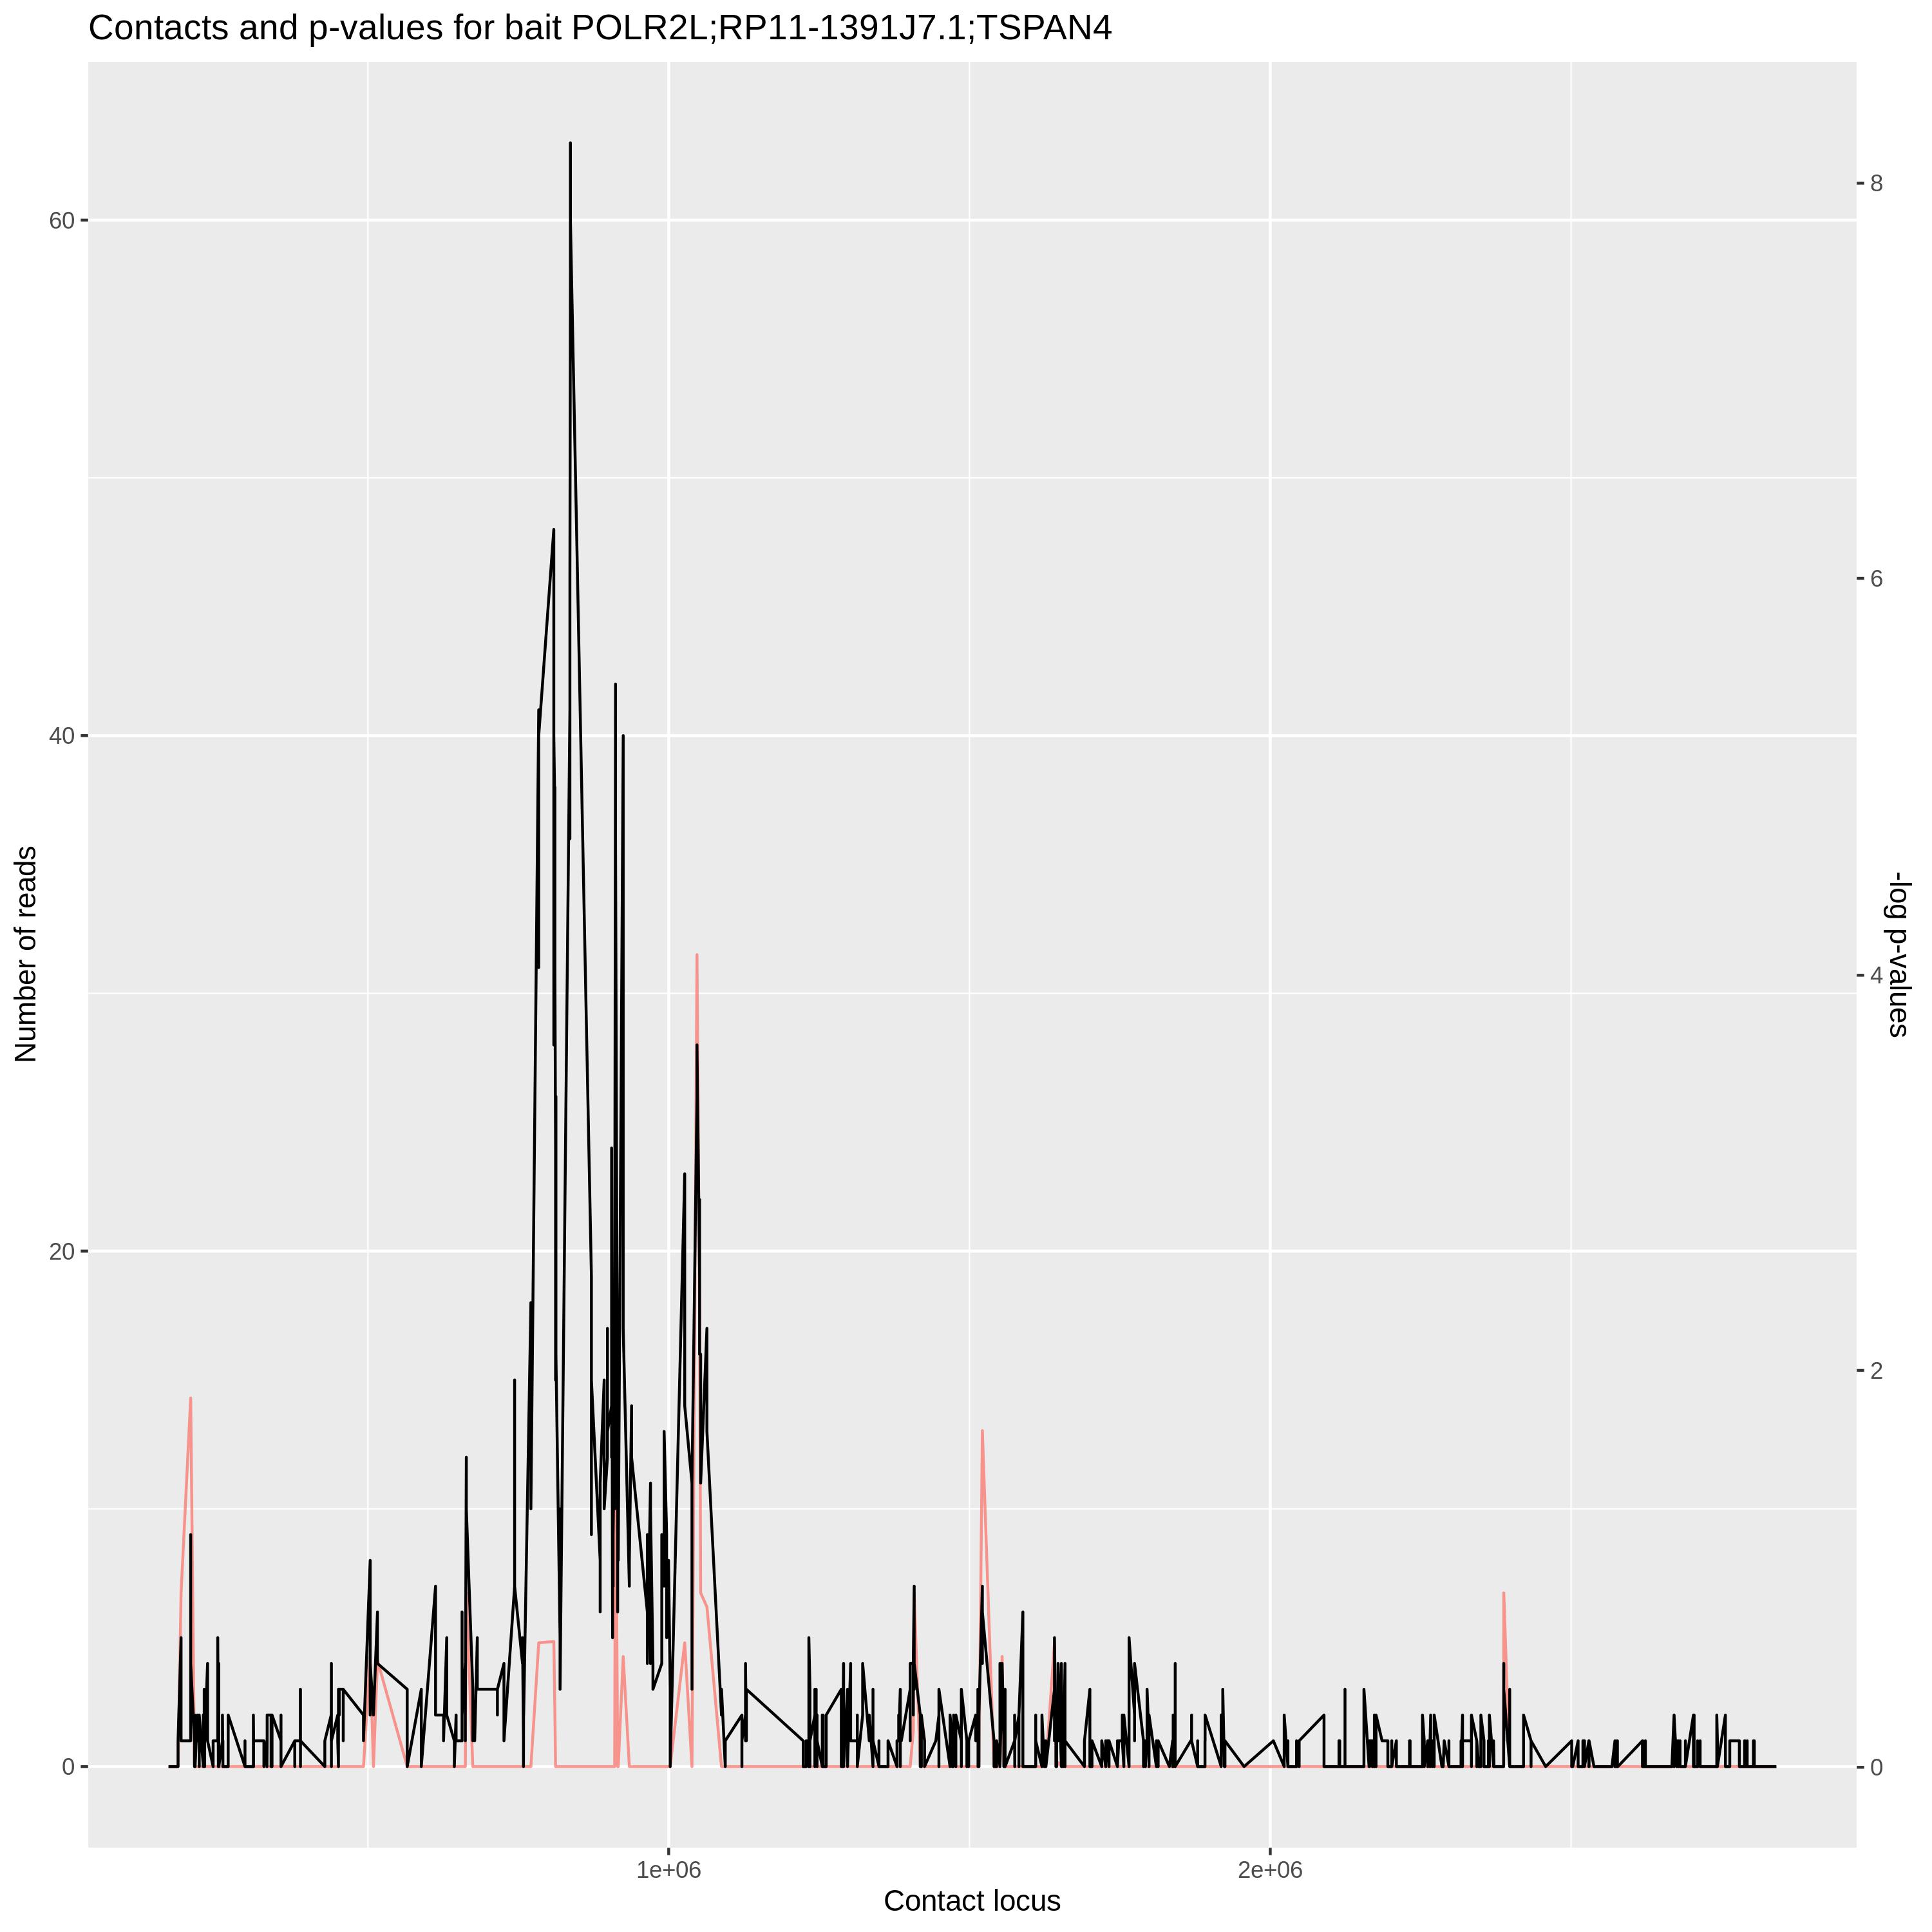 Contacts and p-values for bait POLR2L;RP11-1391J7.1;TSPAN4
60
40
20
0
Number of reads
8
6
4
2
0
-log p-values
1e+06
2e+06
Contact locus